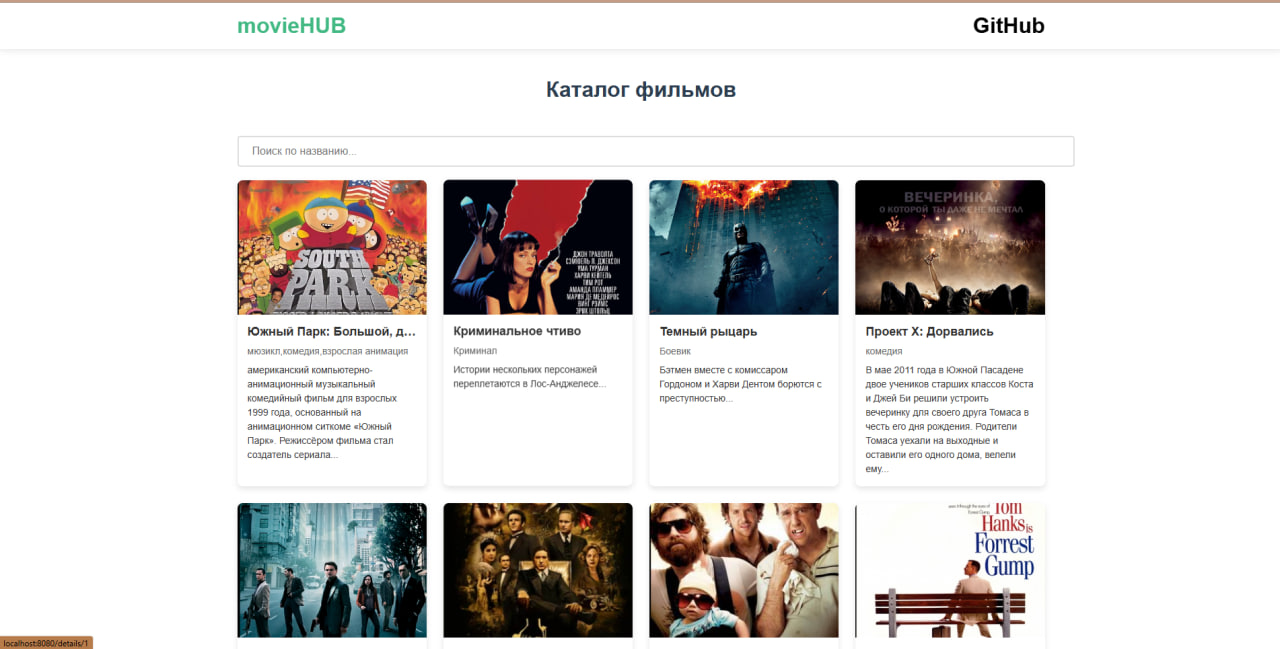 movieHUB
GitHub
Каталог фильмов
Поиск по названию...
SOUTH
PARK
ДЖОН ТРАВОЛТА
СЭМЮЭЛЬ Л. ДЖЕКСОН
УМА ТУРМАН
ХАРВИ КЕЙТЕЛЬ
ТИМ РОТ
АМАНДА ПЛАММЕР
МАРИЯ ДЕ МЕДЕЙРОС
ВИНГ РЭЙМС
ЭРИК ШТОЛЬЦ
ВЕЧЕРИНКА,
О КОТОРОЙ ТЫ ДАЖЕ НЕ МЕЧТАЛ
Южный Парк: Большой, д...
мюзикл,комедия,взрослая анимация
американский компьютерно-
анимационный музыкальный
комедийный фильм для взрослых
1999 года, основанный на
анимационном ситкоме «Южный
Парк». Режиссёром фильма стал
создатель сериала...
Криминальное чтиво
Криминал
Истории нескольких персонажей
переплетаются в Лос-Анджелесе...
Темный рыцарь
Боевик
Бэтмен вместе с комиссаром
Гордоном и Харви Дентом борются с
преступностью...
Проект X: Дорвались
комедия
В мае 2011 года в Южной Пасадене
двое учеников старших классов Коста
и Джей Би решили устроить
вечеринку для своего друга Томаса в
честь его дня рождения. Родители
Томаса уехали на выходные и
оставили его одного дома, велели
ему...
Tom
Hanks is
Forrest
Gump
localhost:8080/details/1